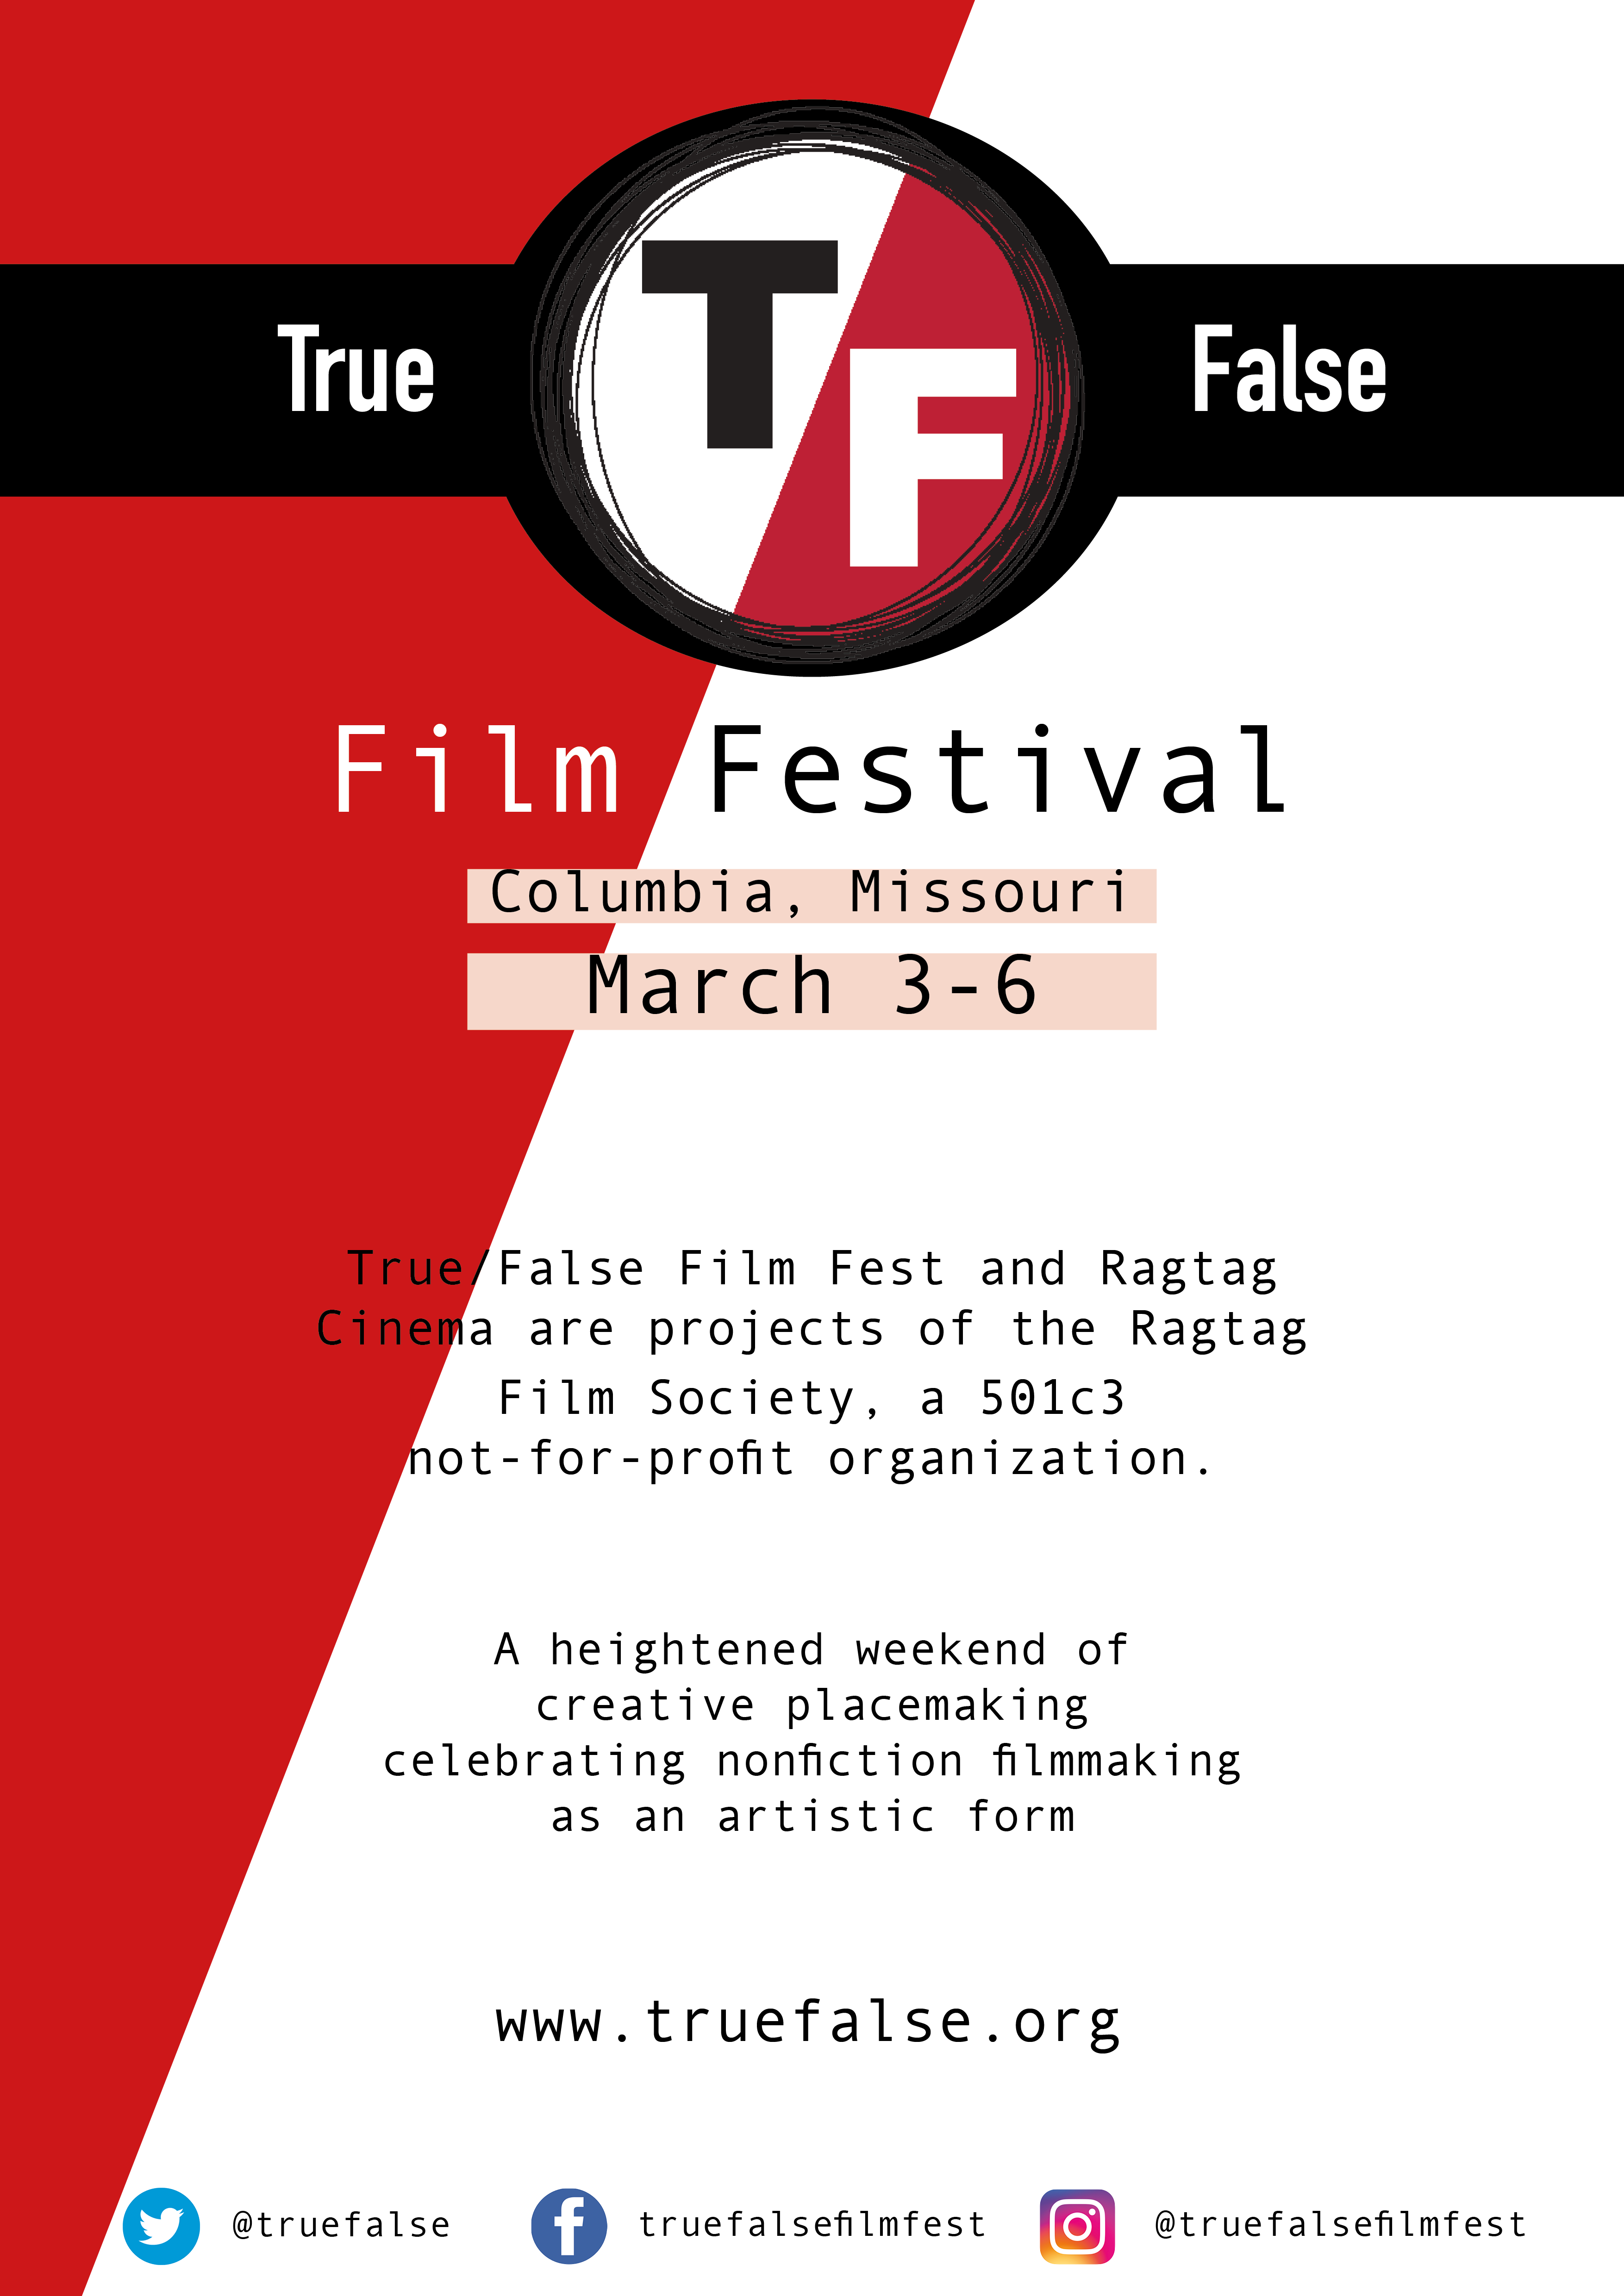 True
TF
False
Film Festival
Columbia, Missouri
March 3-6
True/False Film Fest and Ragtag
Cinema are projects of the Ragtag
Film Society, a 501c3
not-for-profit organization.
A heightened weekend of
creative placemaking
celebrating nonfiction filmmaking
as an artistic form
www.truefalse.org
@truefalse
truefalsefilmfest
@truefalsefilmfest